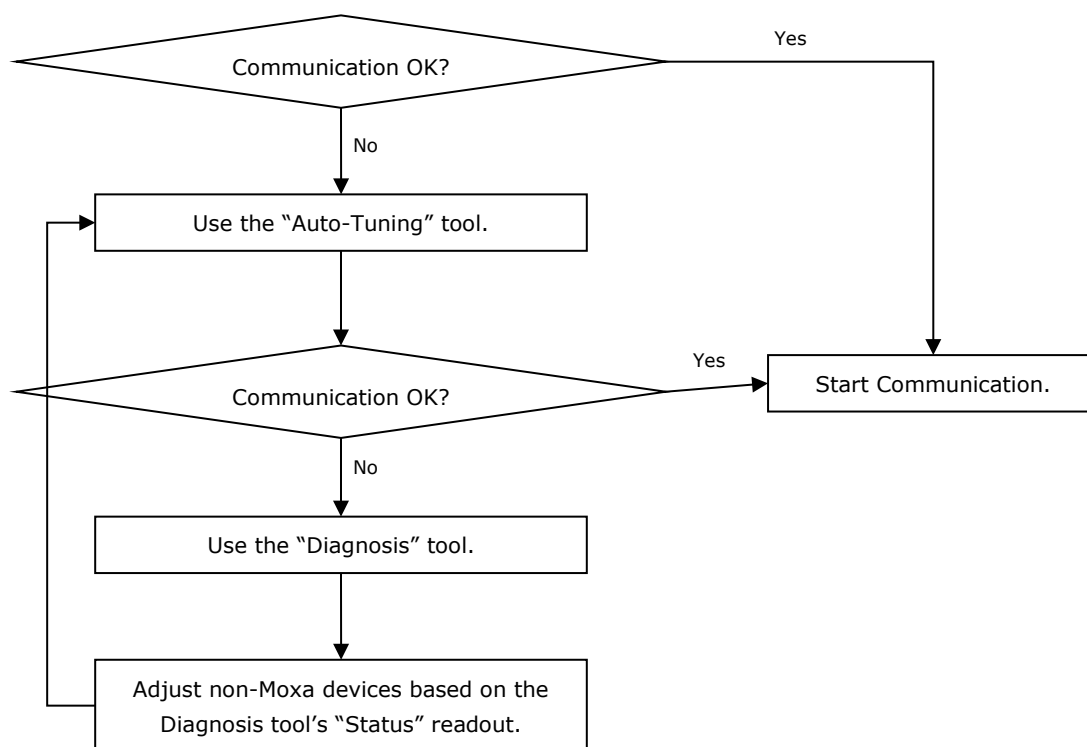 Communication OK?
Yes
No
Use the “Auto-Tuning” tool.
Communication OK?
Yes
Start Communication.
No
Use the “Diagnosis” tool.
Adjust non-Moxa devices based on the
Diagnosis tool’s “Status” readout.